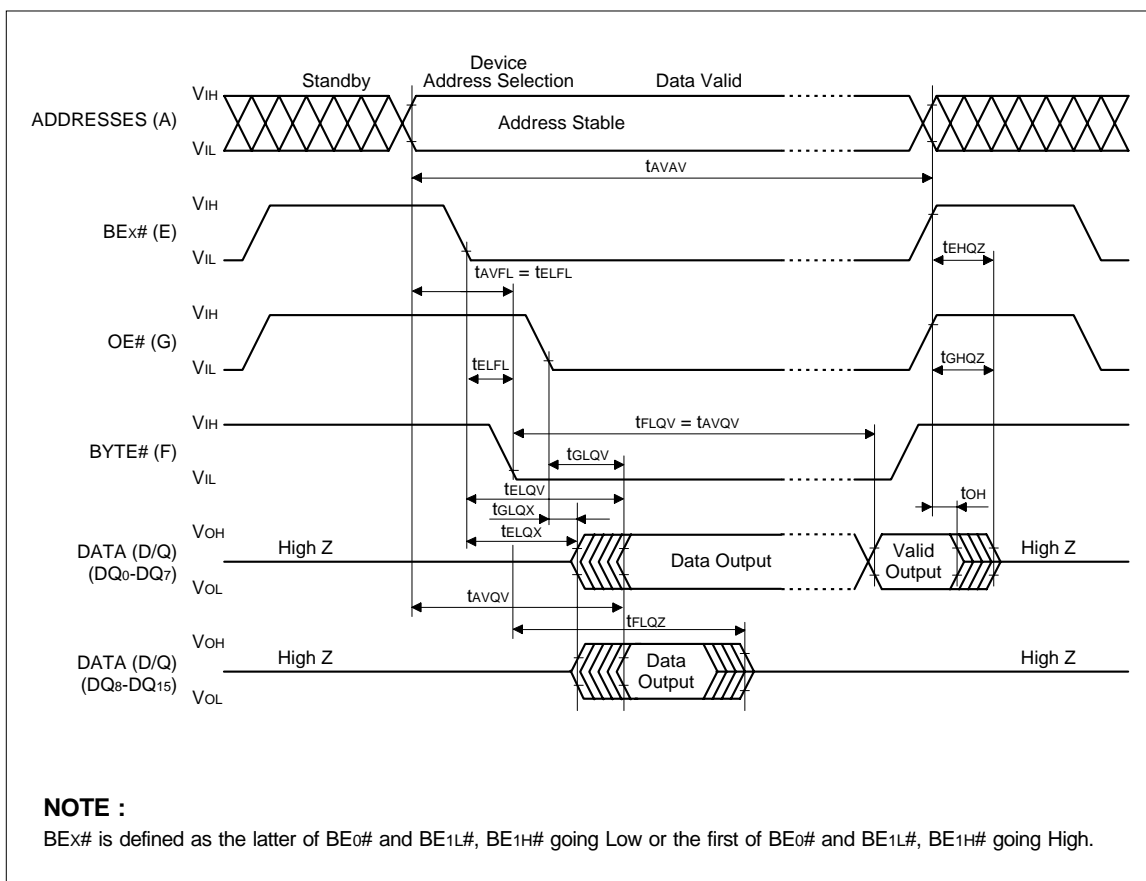 Standby
Device
Address Selection
Data Valid
ADDRESSES (A)
VIH
VIL
Address Stable
tAVAV
BEX# (E)
VIH
VIL
tEHQZ
tAVFL = tELFL
OE# (G)
VIH
VIL
tELFL
tGHQZ
BYTE# (F)
VIH
VIL
tFLQV = tAVQV
tGLQV
tELQV
tGLQX
tELQX
tOH
DATA (D/Q)
(DQ0-DQ7)
VOH
VOL
High Z
Data Output
Valid
Output
High Z
tAVQV
tFLQZ
DATA (D/Q)
(DQ8-DQ15)
VOH
VOL
High Z
Data
Output
High Z
NOTE :
BEX# is defined as the latter of BE0# and BE1L#, BE1H# going Low or the first of BE0# and BE1L#, BE1H# going High.